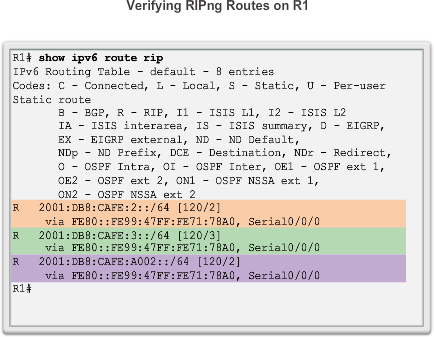 Verifying RIPng Routes on R1
R1# show ipv6 route rip
IPv6 Routing Table - default - 8 entries
Codes: C - Connected, L - Local, S - Static, U - Per-user
Static route
B - BGP, R - RIP, I1 - ISIS L1, I2 - ISIS L2
IA - ISIS interarea, IS - ISIS summary, D - EIGRP,
EX - EIGRP external, ND - ND Default,
NDp - ND Prefix, DCE - Destination, NDr - Redirect,
O - OSPF Intra, OI - OSPF Inter, OE1 - OSPF ext 1,
OE2 - OSPF ext 2, ON1 - OSPF NSSA ext 1,
ON2 - OSPF NSSA ext 2
R 2001:DB8:CAFE:2::/64 [120/2]
via FE80::FE99:47FF:FE71:78A0, Serial0/0/0
R 2001:DB8:CAFE:3::/64 [120/3]
via FE80::FE99:47FF:FE71:78A0, Serial0/0/0
R 2001:DB8:CAFE:A002::/64 [120/2]
via FE80::FE99:47FF:FE71:78A0, Serial0/0/0
R1#